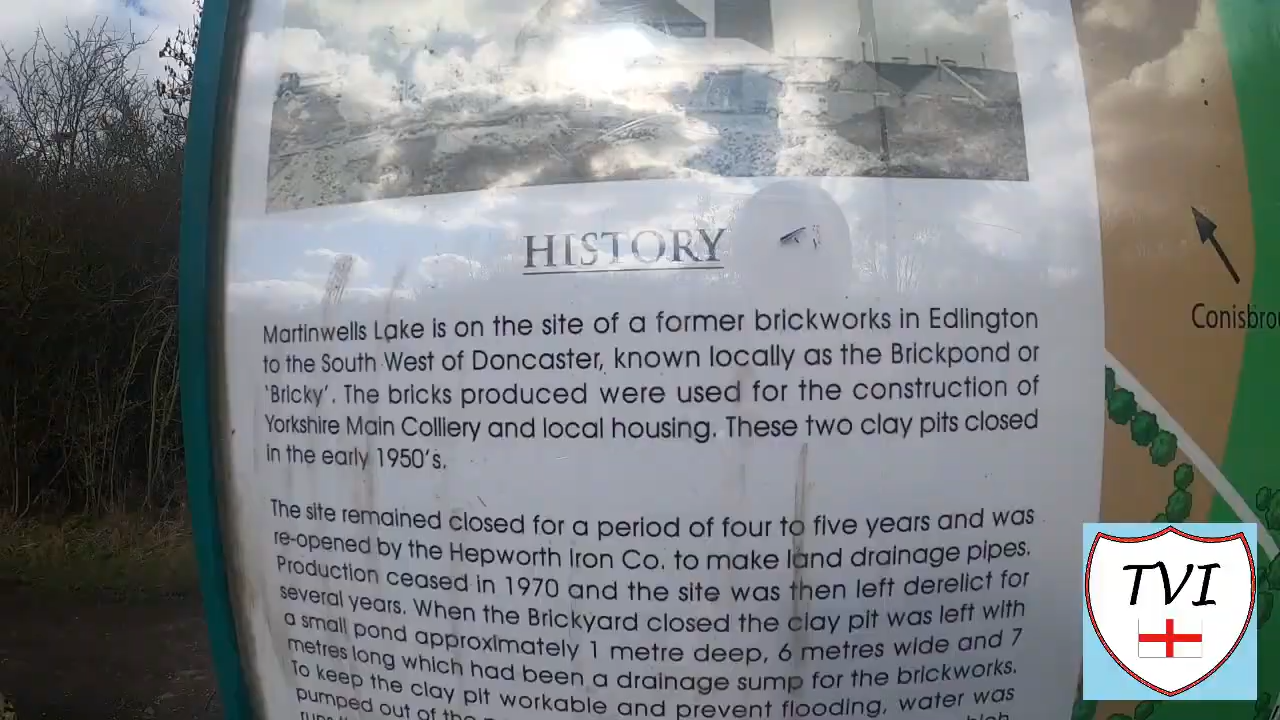 HISTORY
Martinwells Lake is on the site of a former brickworks in Edlington
to the South West of Doncaster, known locally as the Brickpond or
'Bricky'. The bricks produced were used for the construction of
Yorkshire Main Colliery and local housing. These two clay pits closed
in the early 1950's.
The site remained closed for a period of four to five years and was
re-opened by the Hepworth Iron Co. to make land drainage pipes.
Production ceased in 1970 and the site was then left derelict for
several years. When the Brickyard closed the clay pit was left with
a small pond approximately 1 metre deep, 6 metres wide and 7
metres long which had been a drainage sump for the brickworks.
To keep the clay pit workable and prevent flooding, water was
pumped out of the
TVI